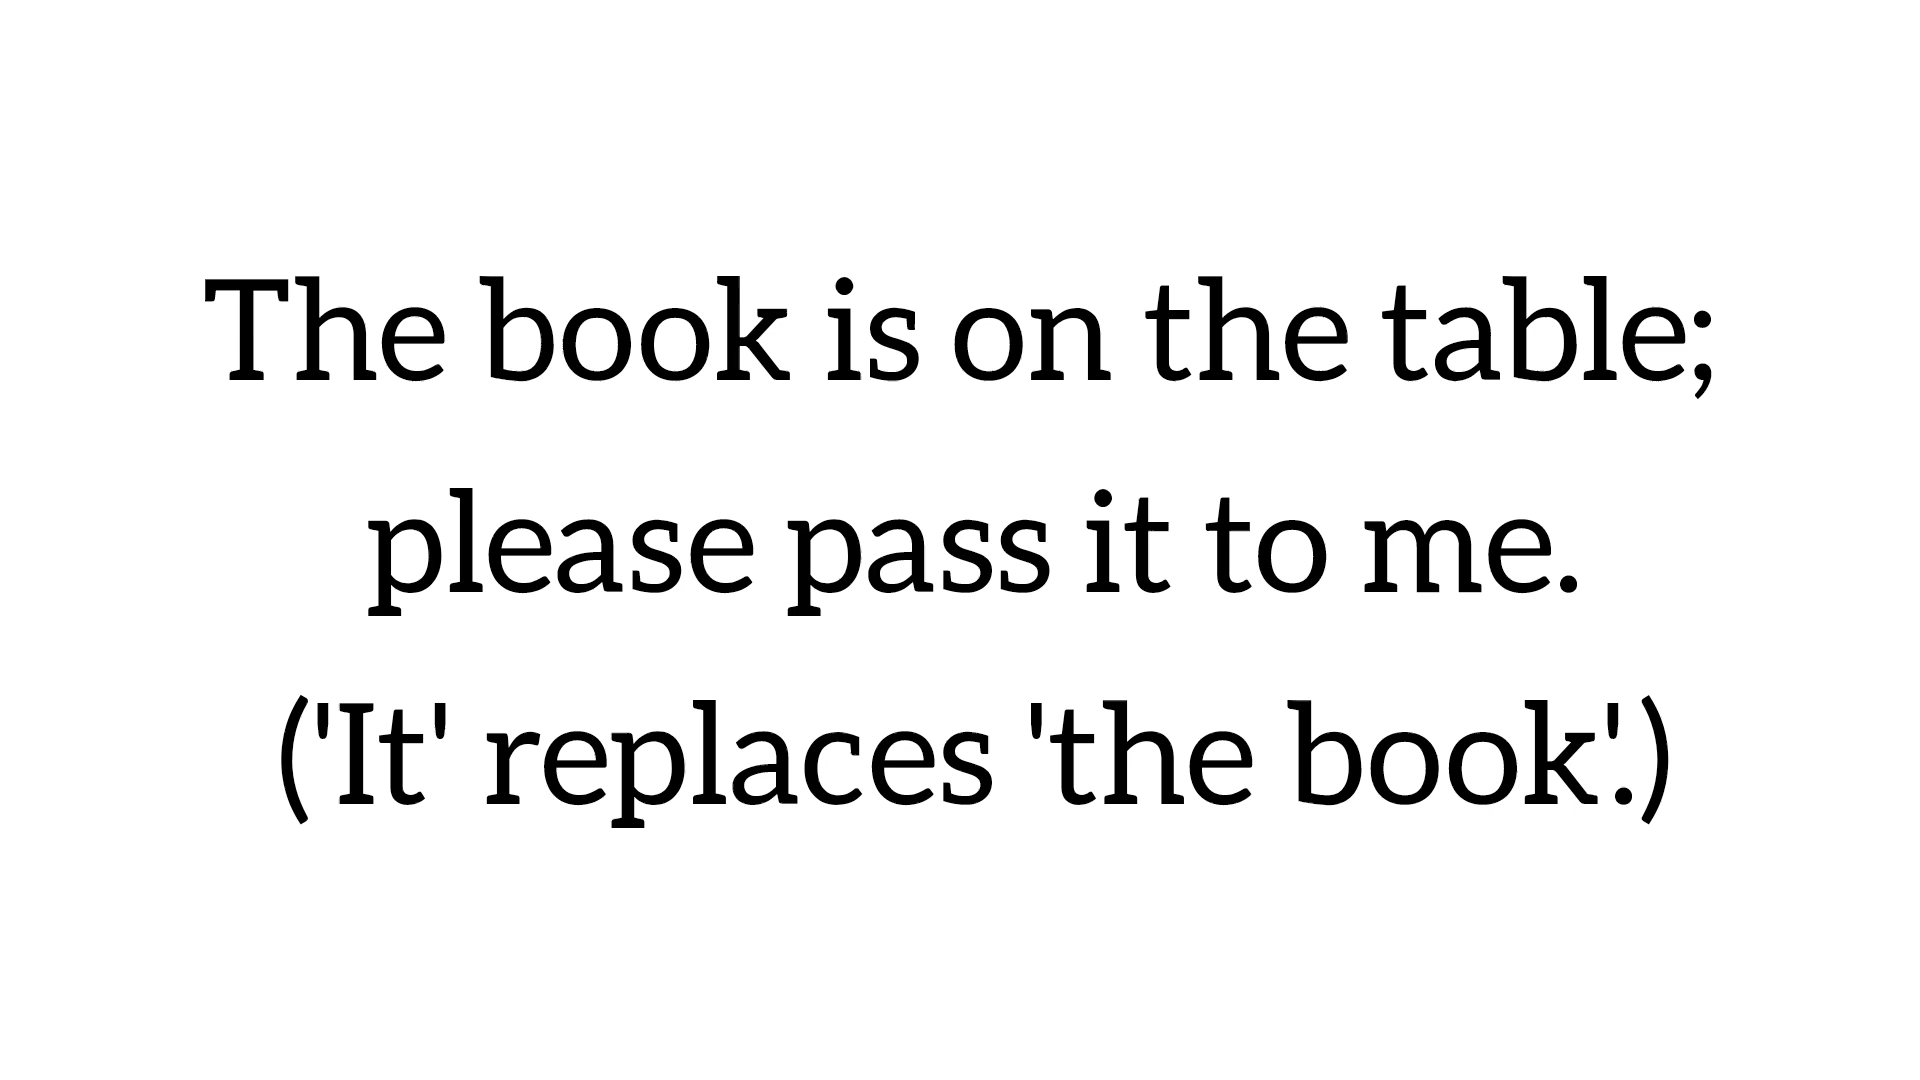 The book is on the table;
please pass it to me.
('It' replaces 'the book'.)